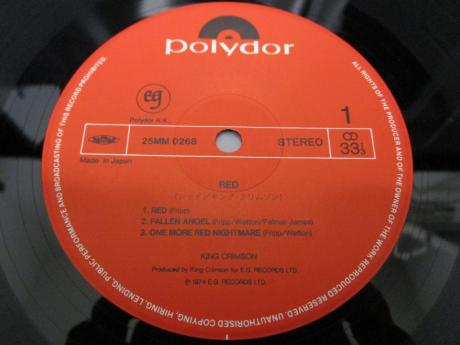 polydor
eg
Polydor K.K.
1
25MM 0268
STEREO
33 1/3
Made in Japan
RED
(レッド/キング・クリムゾン)
1. RED (Fripp)
2. FALLEN ANGEL (Fripp/Wetton/Palmer-James)
3. ONE MORE RED NIGHTMARE (Fripp/Wetton)
KING CRIMSON
Produced by King Crimson for E.G. RECORDS LTD.
℗ 1974 E.G. RECORDS LTD.
ALL RIGHTS OF THE PRODUCER AND OF THE OWNER OF THE WORK REPRODUCED RESERVED. UNAUTHORISED COPYING, HIRING, LENDING, PUBLIC PERFORMANCE AND BROADCASTING OF THIS RECORD PROHIBITED.